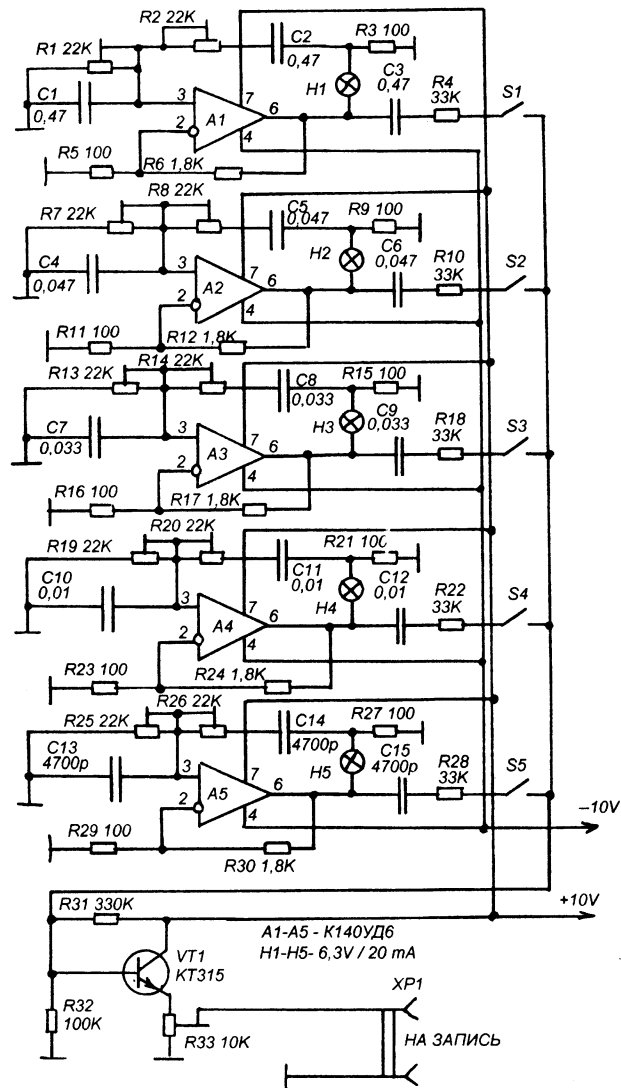 R2 22K
R1 22K
C2
0,47
R3 100
H1
C3
0,47
R4
33K
S1
C1
0,47
3
2
A1
7
6
4
R5 100
R6 1,8K
R8 22K
R7 22K
C5
0,047
R9 100
H2
C6
0,047
R10
33K
S2
C4
0,047
3
2
A2
7
6
4
R11 100
R12 1,8K
R14 22K
R13 22K
C8
0,033
R15 100
H3
C9
0,033
R18
33K
S3
C7
0,033
3
2
A3
7
6
4
R16 100
R17 1,8K
R20 22K
R19 22K
C11
0,01
R21 100
H4
C12
0,01
R22
33K
S4
C10
0,01
3
2
A4
7
6
4
R23 100
R24 1,8K
R26 22K
R25 22K
C14
4700p
R27 100
H5
C15
4700p
R28
33K
S5
C13
4700p
3
2
A5
7
6
4
–10V
R29 100
R30 1,8K
R31 330K
+10V
A1-A5 - К140УД6
H1-H5- 6,3V / 20 mA
VT1
КТ315
R32
100K
R33 10K
XP1
НА ЗАПИСЬ